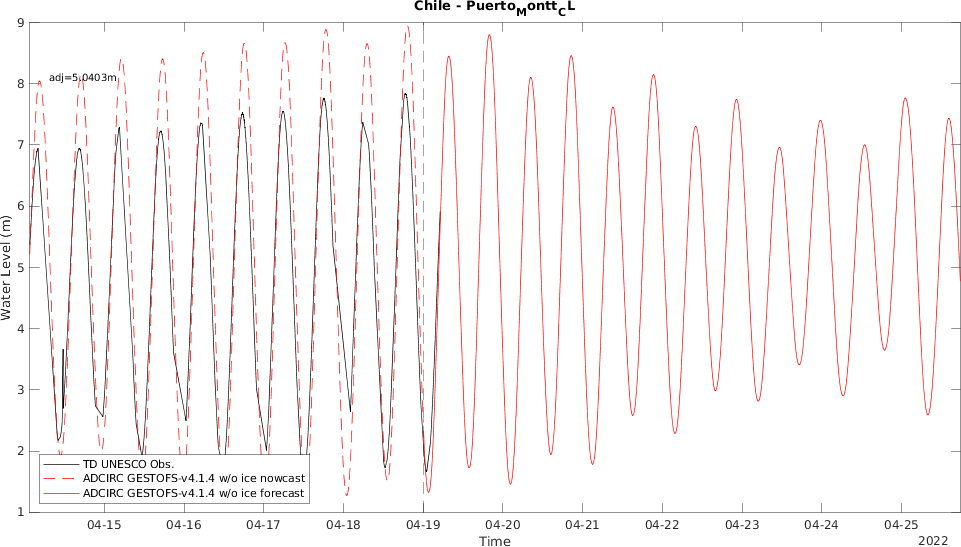 Chile - PuertoMonttCL
9
8
7
6
5
4
3
2
1
Water Level (m)
adj=5.0403m
TD UNESCO Obs.
ADCIRC GESTOFS-v4.1.4 w/o ice nowcast
ADCIRC GESTOFS-v4.1.4 w/o ice forecast
04-15 04-16 04-17 04-18 04-19 04-20 04-21 04-22 04-23 04-24 04-25
Time
2022